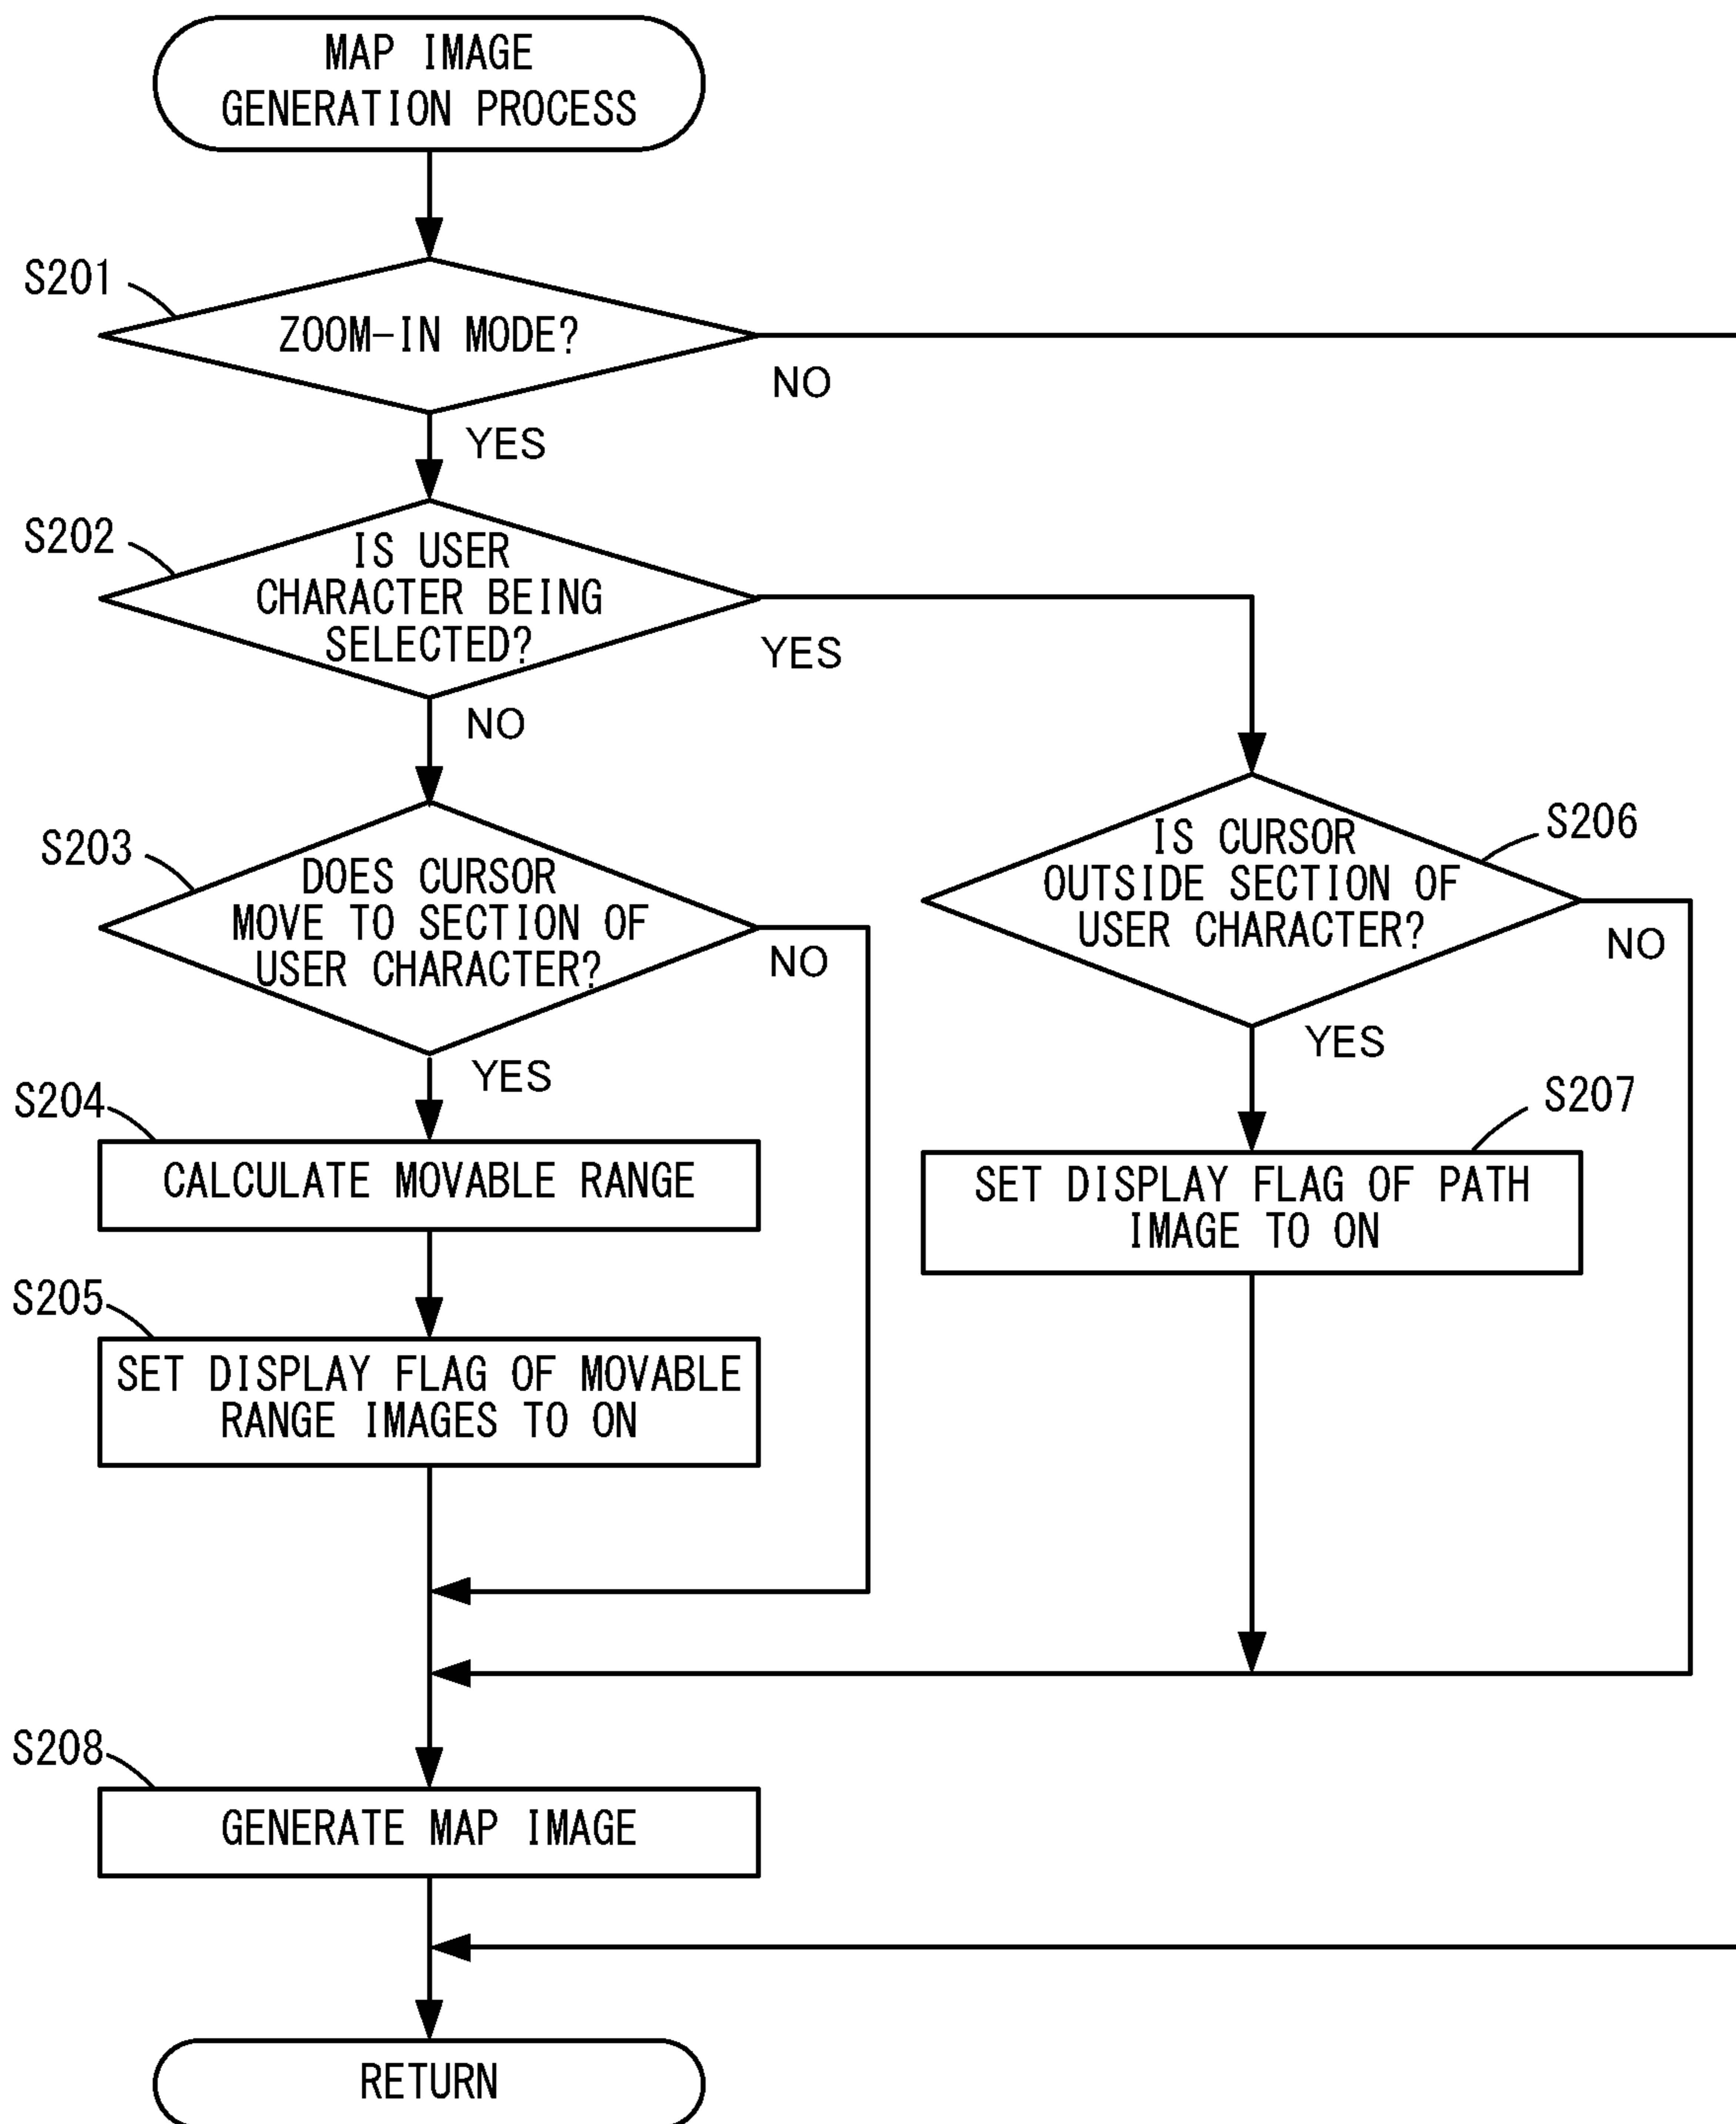 MAP IMAGE
GENERATION PROCESS
S201
ZOOM-IN MODE?
NO
YES
S202
IS USER
CHARACTER BEING
SELECTED?
YES
NO
S203
DOES CURSOR
MOVE TO SECTION OF
USER CHARACTER?
NO
YES
S206
IS CURSOR
OUTSIDE SECTION OF
USER CHARACTER?
NO
YES
S204
CALCULATE MOVABLE RANGE
S207
SET DISPLAY FLAG OF PATH
IMAGE TO ON
S205
SET DISPLAY FLAG OF MOVABLE
RANGE IMAGES TO ON
S208
GENERATE MAP IMAGE
RETURN